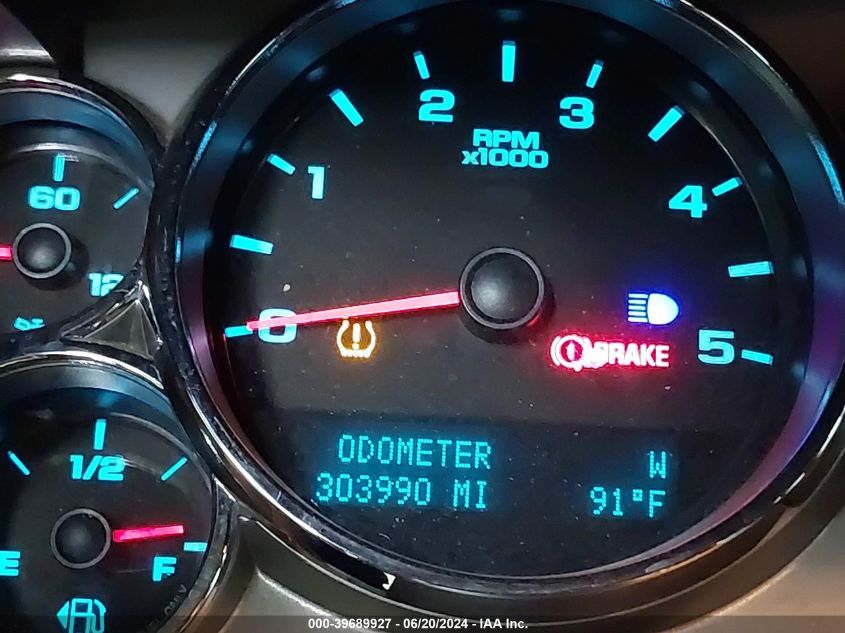 60
12
0
1
2
3
4
5
RPM
x1000
BRAKE
ODOMETER W
303990 MI 91°F
E
1/2
F
000-39689927 - 06/20/2024 - IAA Inc.